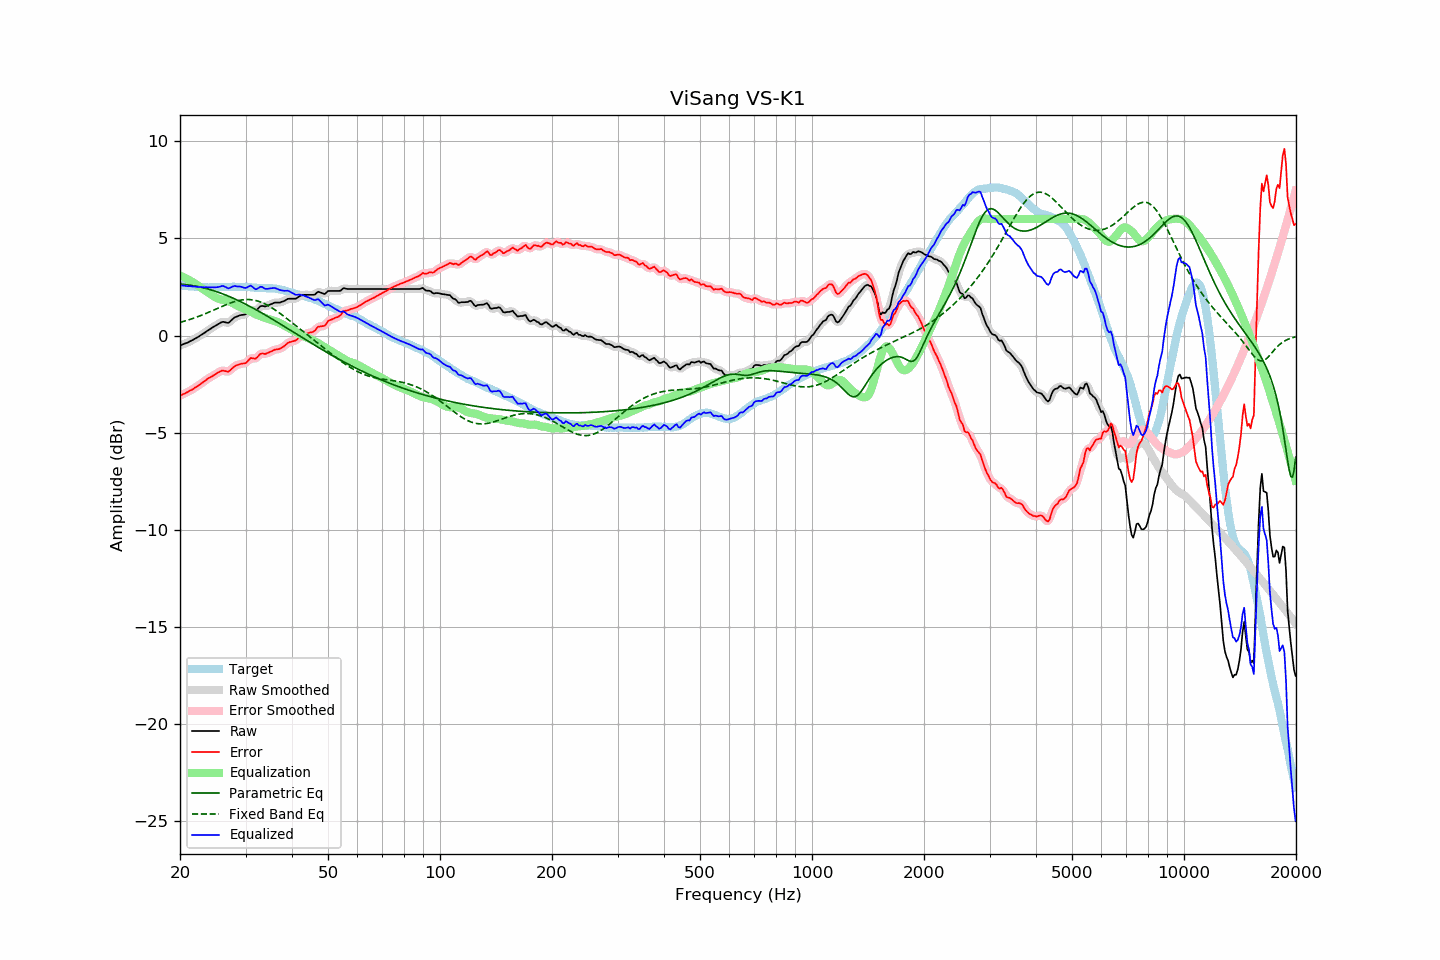 ViSang VS-K1
10
5
0
−5
−10
−15
−20
−25
Amplitude (dBr)
Target
Raw Smoothed
Error Smoothed
Raw
Error
Equalization
Parametric Eq
Fixed Band Eq
Equalized
20 50 100 200 500 1000 2000 5000 10000 20000
Frequency (Hz)